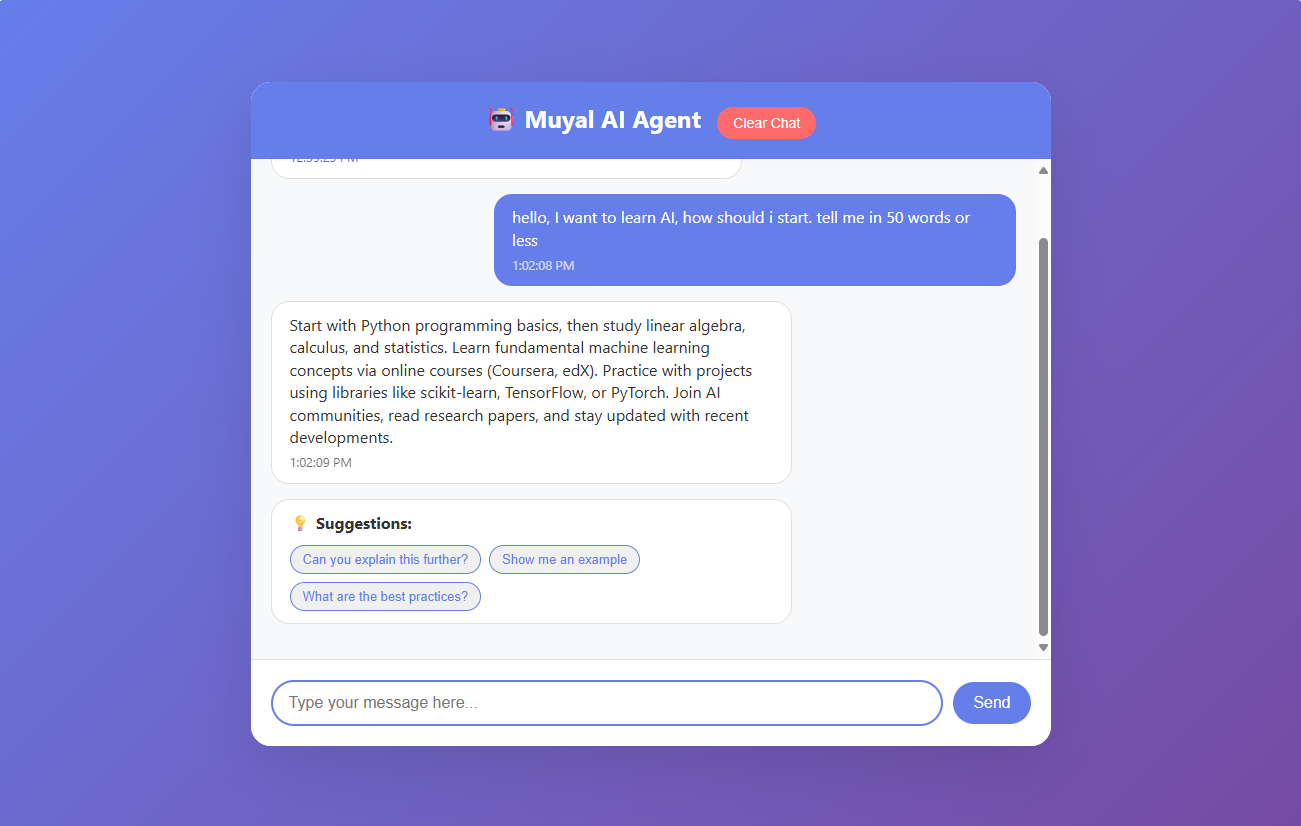 Muyal AI Agent Clear Chat
hello, I want to learn AI, how should i start. tell me in 50 words or
less
1:02:08 PM
Start with Python programming basics, then study linear algebra,
calculus, and statistics. Learn fundamental machine learning
concepts via online courses (Coursera, edX). Practice with projects
using libraries like scikit-learn, TensorFlow, or PyTorch. Join AI
communities, read research papers, and stay updated with recent
developments.
1:02:09 PM
Suggestions:
Can you explain this further? Show me an example
What are the best practices?
Type your message here... Send